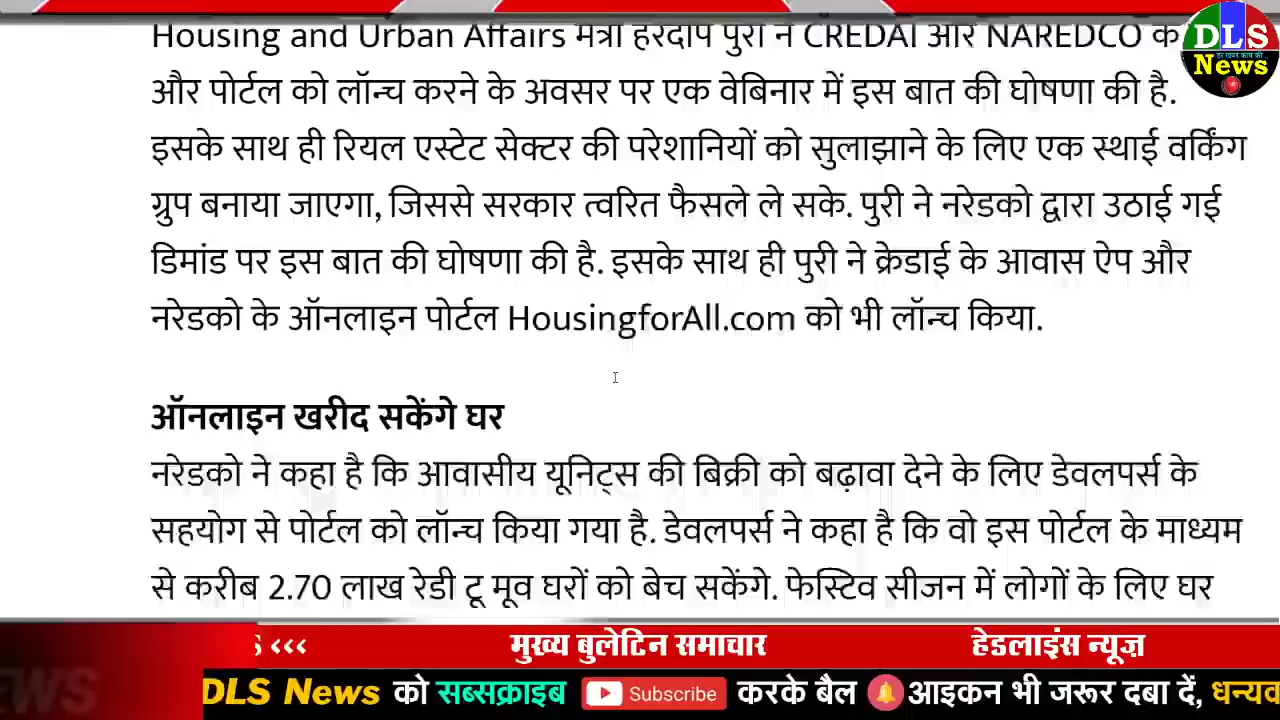 Housing and Urban Affairs मंत्री हरदीप पुरी ने CREDAI और NAREDCO
और पोर्टल को लॉन्च करने के अवसर पर एक वेबिनार में इस बात की घोषणा की है.
इसके साथ ही रियल एस्टेट सेक्टर की परेशानियों को सुलाझाने के लिए एक स्थाई वर्किंग
ग्रुप बनाया जाएगा, जिससे सरकार त्वरित फैसले ले सके. पुरी ने नरेडको द्वारा उठाई गई
डिमांड पर इस बात की घोषणा की है. इसके साथ ही पुरी ने क्रेडाई के आवास ऐप और
नरेडको के ऑनलाइन पोर्टल HousingforAll.com को भी लॉन्च किया.
ऑनलाइन खरीद सकेंगे घर
नरेडको ने कहा है कि आवासीय यूनिट्स की बिक्री को बढ़ावा देने के लिए डेवलपर्स के
सहयोग से पोर्टल को लॉन्च किया गया है. डेवलपर्स ने कहा है कि वो इस पोर्टल के माध्यम
से करीब 2.70 लाख रेडी टू मूव घरों को बेच सकेंगे. फेस्टिव सीजन में लोगों के लिए घर
DLS
News
S ‹‹‹ मुख्य बुलेटिन समाचार हेडलाइंस न्यूज़
EWS
DLS News को सब्सक्राइब Subscribe करके बैल आइकन भी जरूर दबा दें,